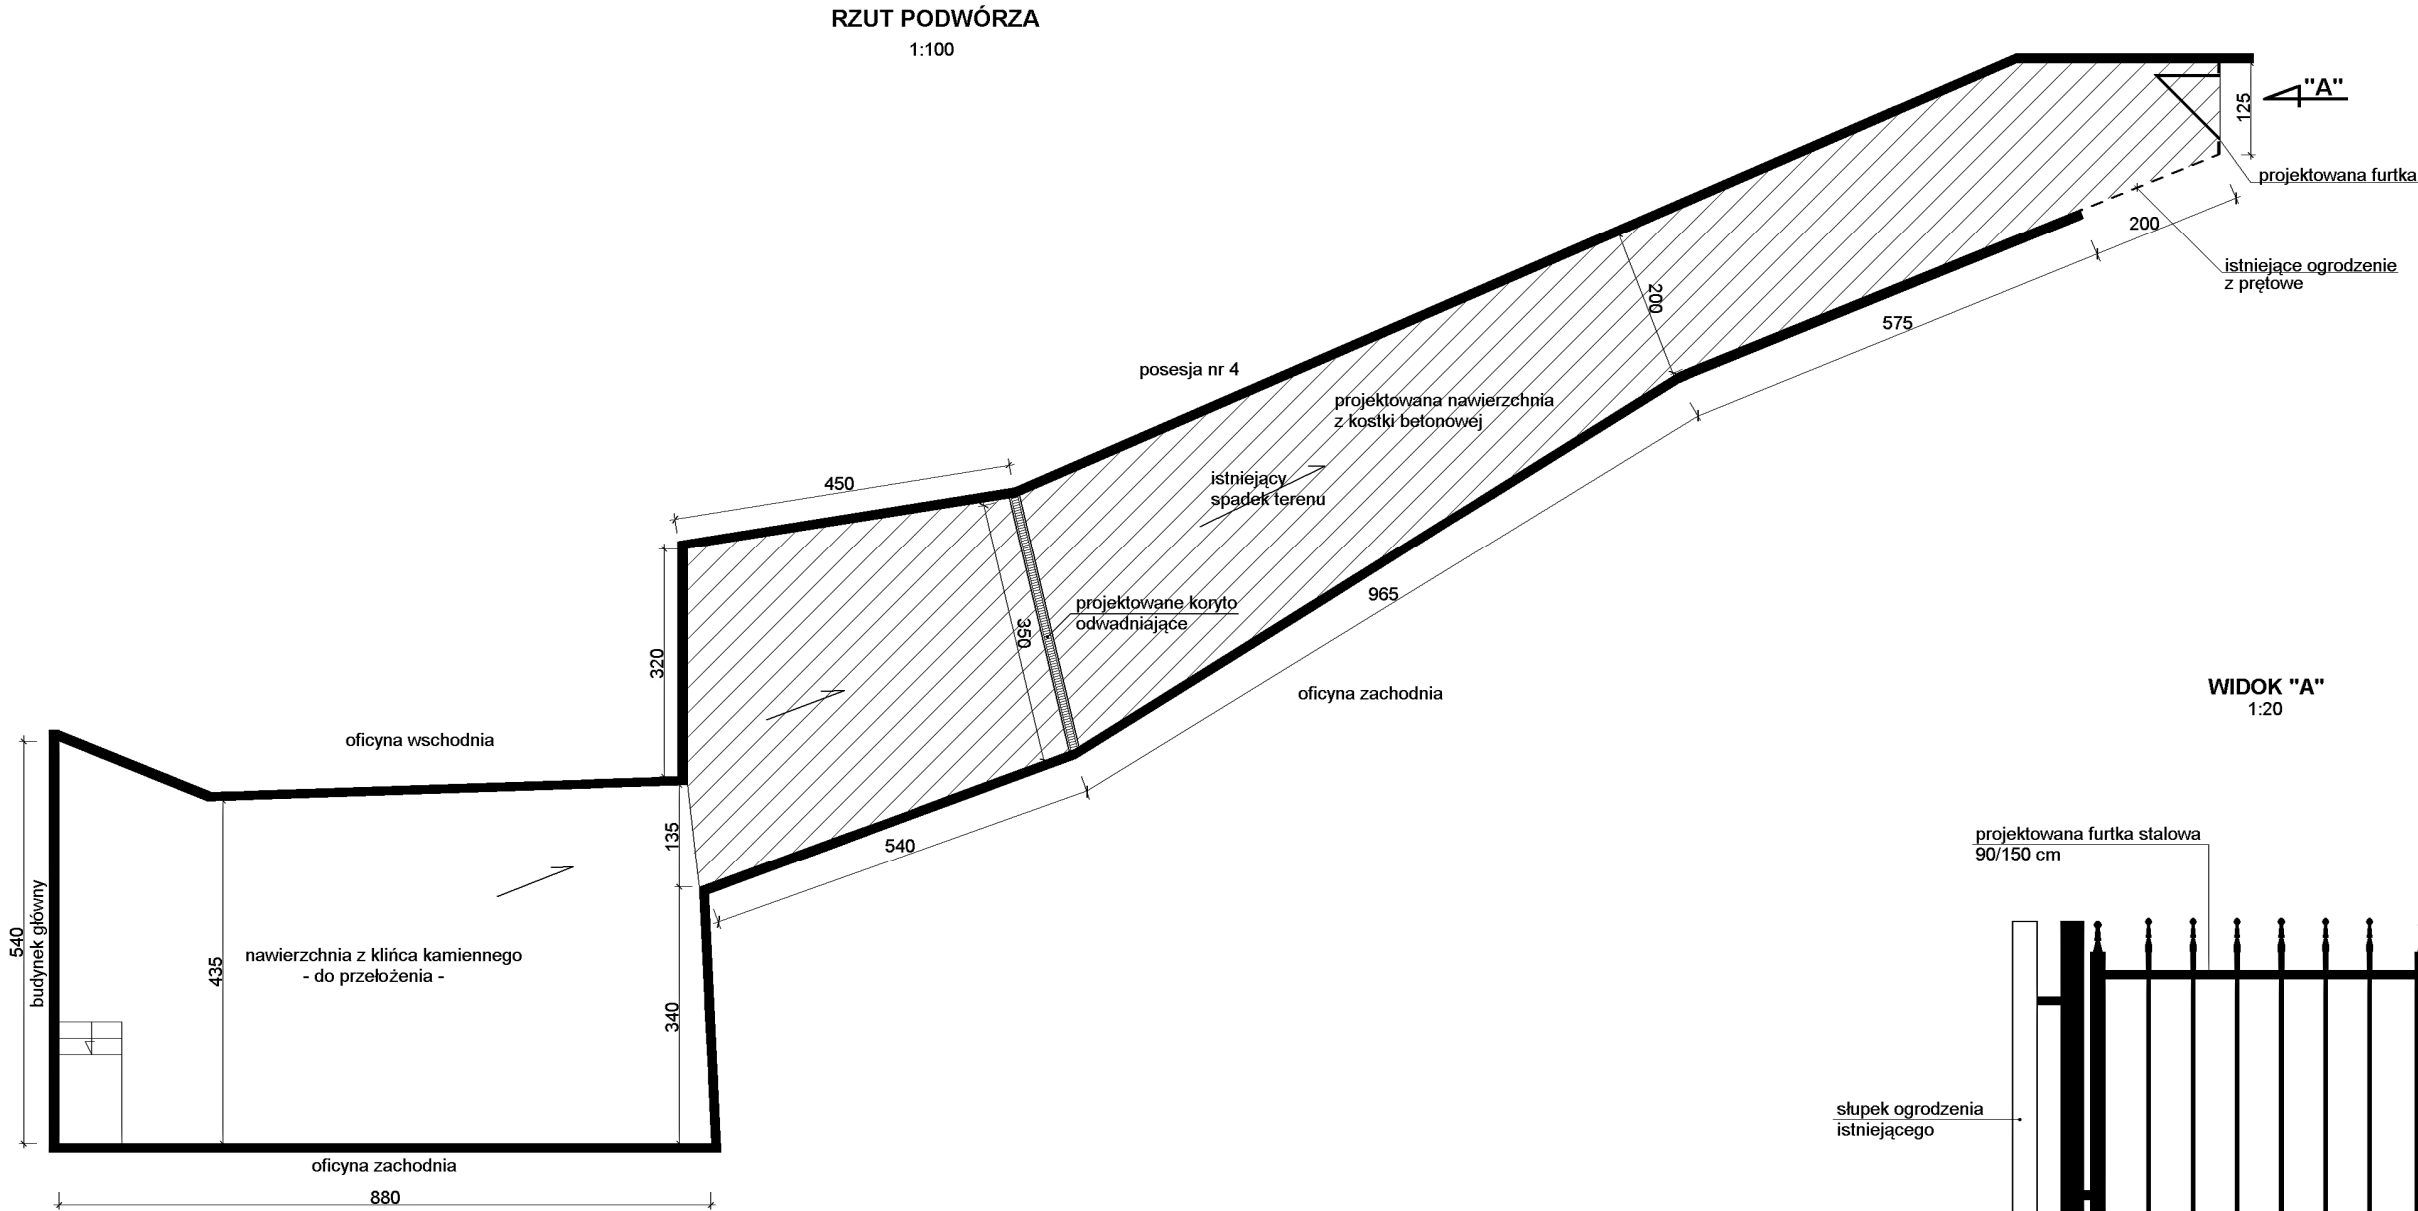 RZUT PODWÓRZA
1:100
"A"
125
projektowana furtka
200
istniejące ogrodzenie
z prętowe
575
200
posesja nr 4
projektowana nawierzchnia
z kostki betonowej
istniejący
spadek terenu
450
965
projektowane koryto
odwadniające
350
320
oficyna zachodnia
WIDOK "A"
1:20
oficyna wschodnia
135
540
projektowana furtka stalowa
90/150 cm
540
budynek główny
435
nawierzchnia z klińca kamiennego
- do przełożenia -
340
słupek ogrodzenia
istniejącego
oficyna zachodnia
880